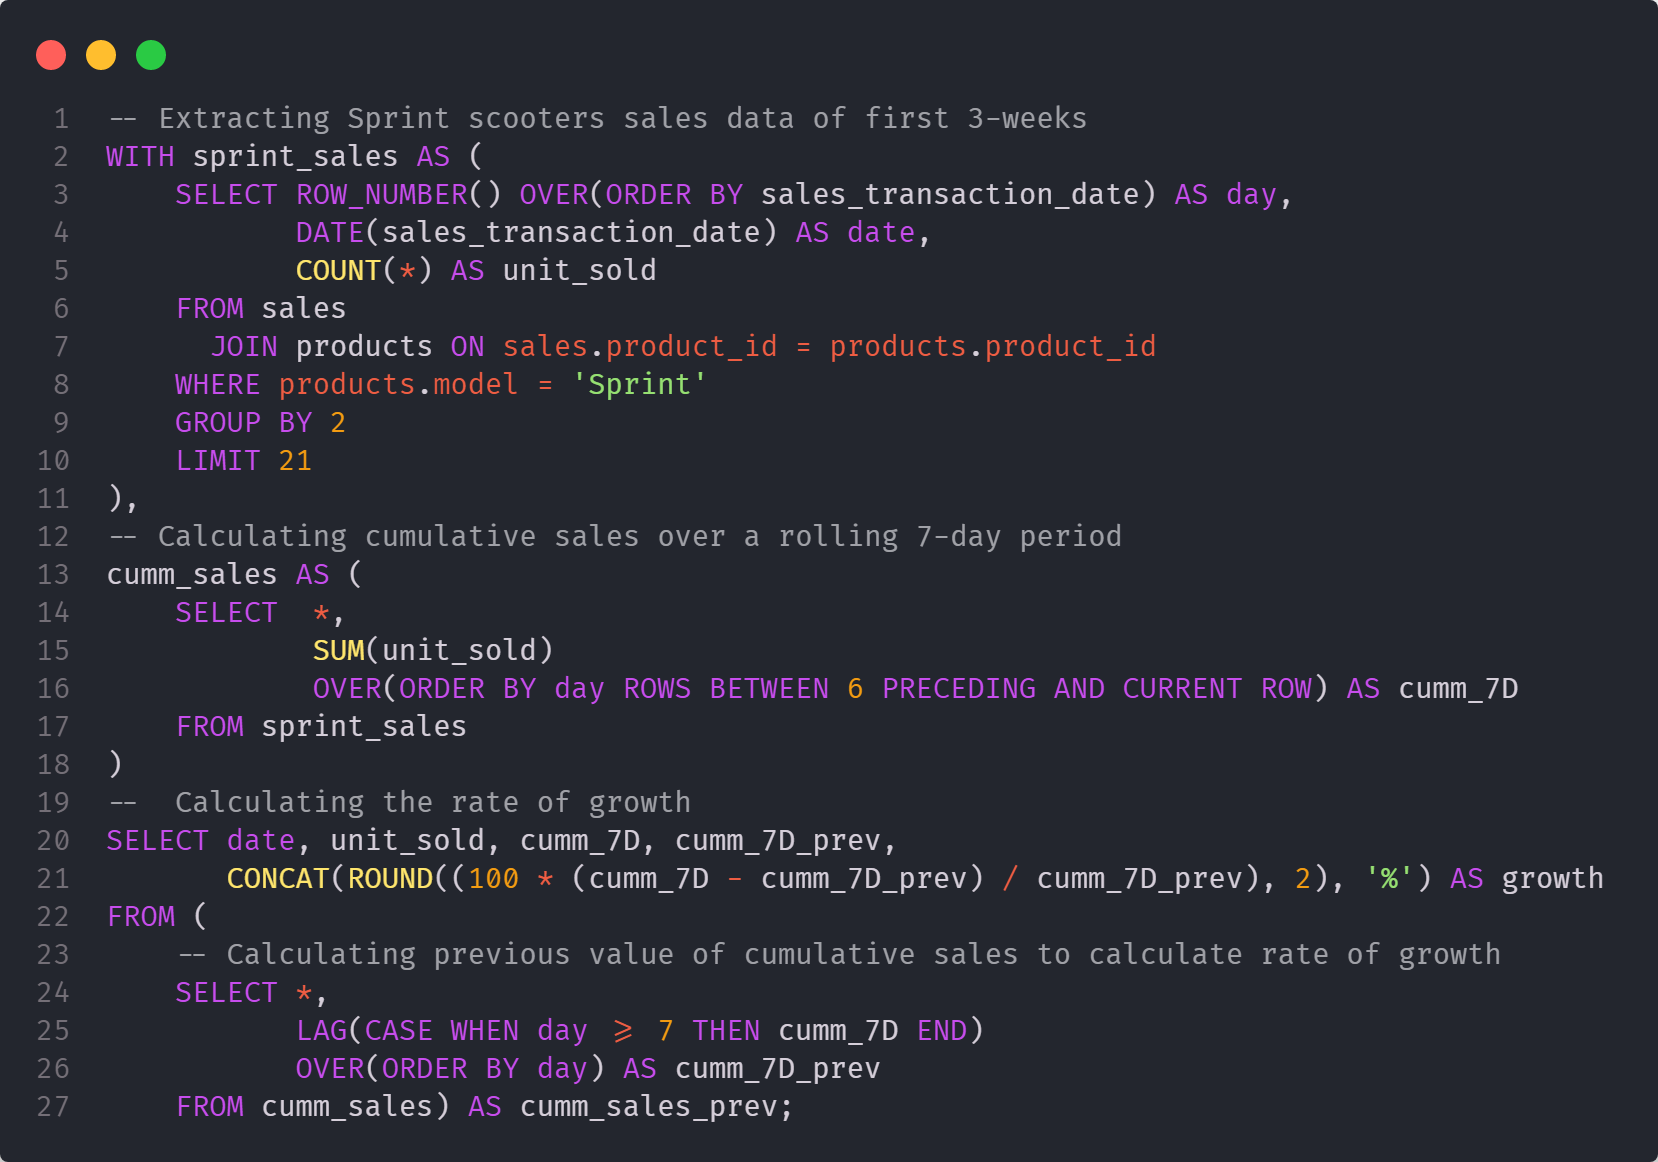 1 -- Extracting Sprint scooters sales data of first 3-weeks
2 WITH sprint_sales AS (
3     SELECT ROW_NUMBER() OVER(ORDER BY sales_transaction_date) AS day,
4            DATE(sales_transaction_date) AS date,
5            COUNT(*) AS unit_sold
6     FROM sales
7       JOIN products ON sales.product_id = products.product_id
8     WHERE products.model = 'Sprint'
9     GROUP BY 2
10     LIMIT 21
11 ),
12 -- Calculating cumulative sales over a rolling 7-day period
13 cumm_sales AS (
14     SELECT  *,
15             SUM(unit_sold)
16             OVER(ORDER BY day ROWS BETWEEN 6 PRECEDING AND CURRENT ROW) AS cumm_7D
17     FROM sprint_sales
18 )
19 --  Calculating the rate of growth
20 SELECT date, unit_sold, cumm_7D, cumm_7D_prev,
21        CONCAT(ROUND((100 * (cumm_7D - cumm_7D_prev) / cumm_7D_prev), 2), '%') AS growth
22 FROM (
23     -- Calculating previous value of cumulative sales to calculate rate of growth
24     SELECT *,
25            LAG(CASE WHEN day >= 7 THEN cumm_7D END)
26            OVER(ORDER BY day) AS cumm_7D_prev
27     FROM cumm_sales) AS cumm_sales_prev;